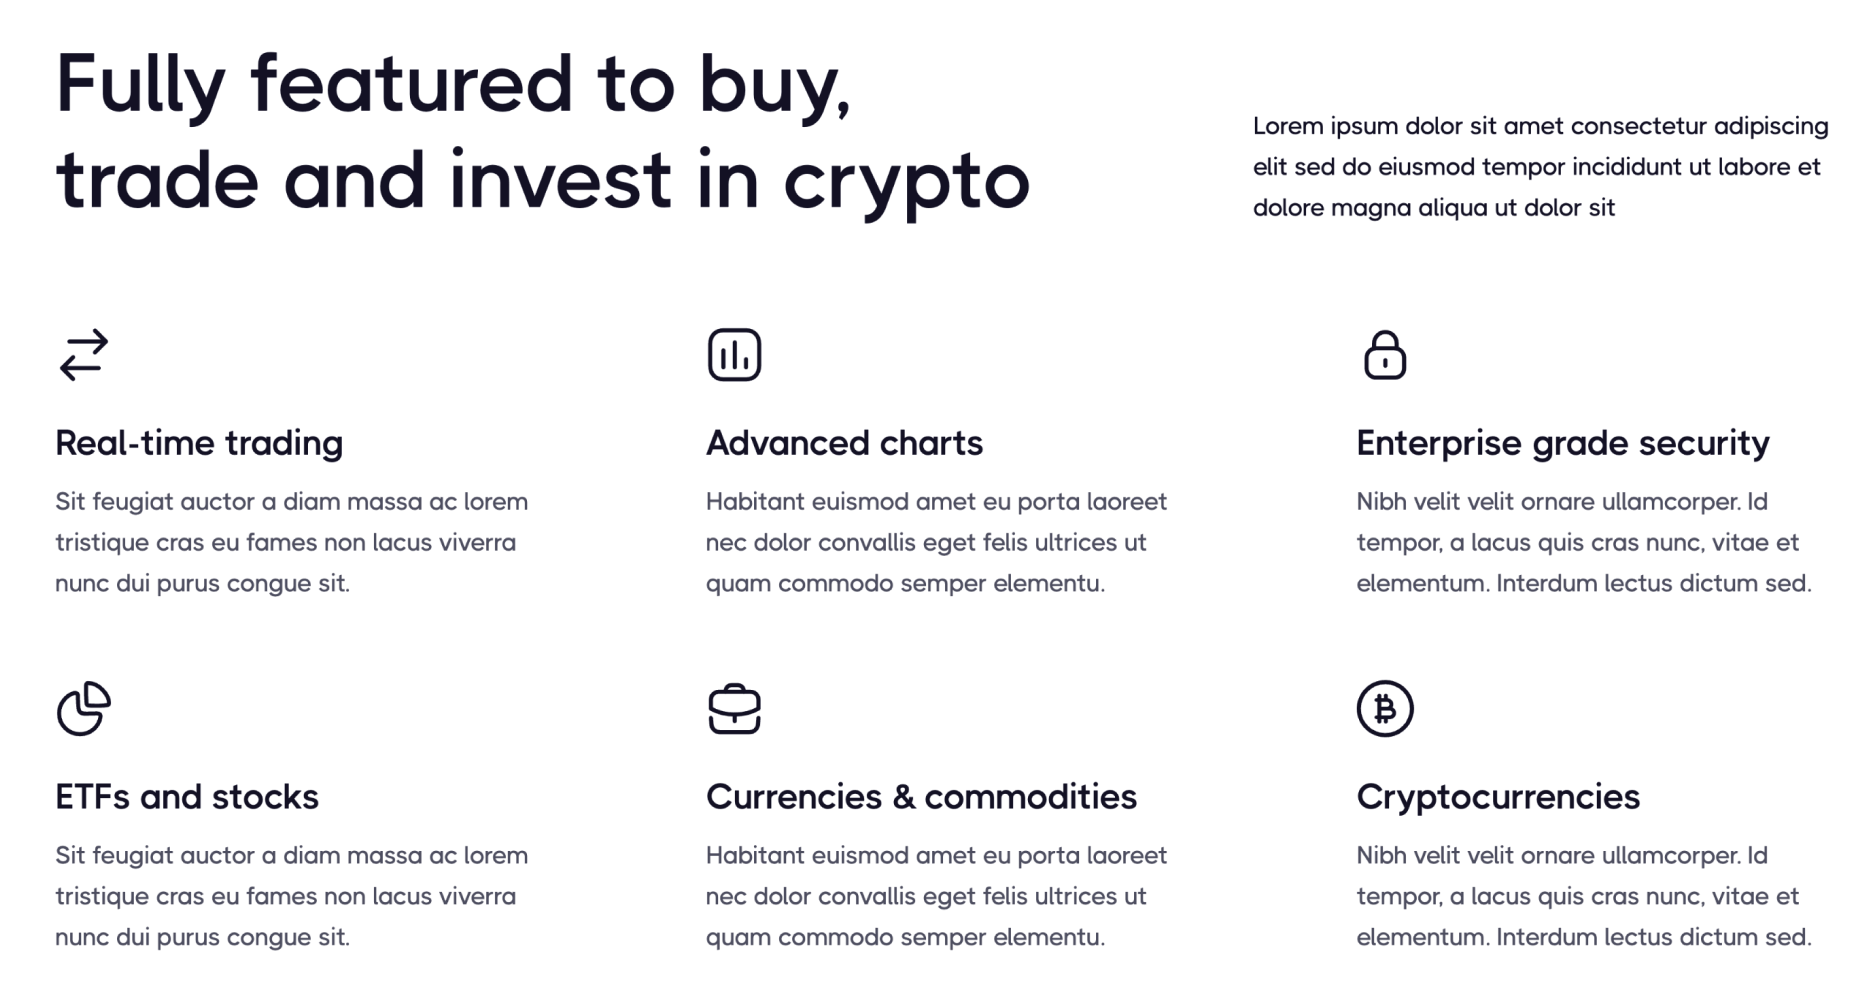 Fully featured to buy,
trade and invest in crypto
Lorem ipsum dolor sit amet consectetur adipiscing
elit sed do eiusmod tempor incididunt ut labore et
dolore magna aliqua ut dolor sit
Real-time trading
Sit feugiat auctor a diam massa ac lorem
tristique cras eu fames non lacus viverra
nunc dui purus congue sit.
Advanced charts
Habitant euismod amet eu porta laoreet
nec dolor convallis eget felis ultrices ut
quam commodo semper elementu.
Enterprise grade security
Nibh velit velit ornare ullamcorper. Id
tempor, a lacus quis cras nunc, vitae et
elementum. Interdum lectus dictum sed.
ETFs and stocks
Sit feugiat auctor a diam massa ac lorem
tristique cras eu fames non lacus viverra
nunc dui purus congue sit.
Currencies & commodities
Habitant euismod amet eu porta laoreet
nec dolor convallis eget felis ultrices ut
quam commodo semper elementu.
Cryptocurrencies
Nibh velit velit ornare ullamcorper. Id
tempor, a lacus quis cras nunc, vitae et
elementum. Interdum lectus dictum sed.